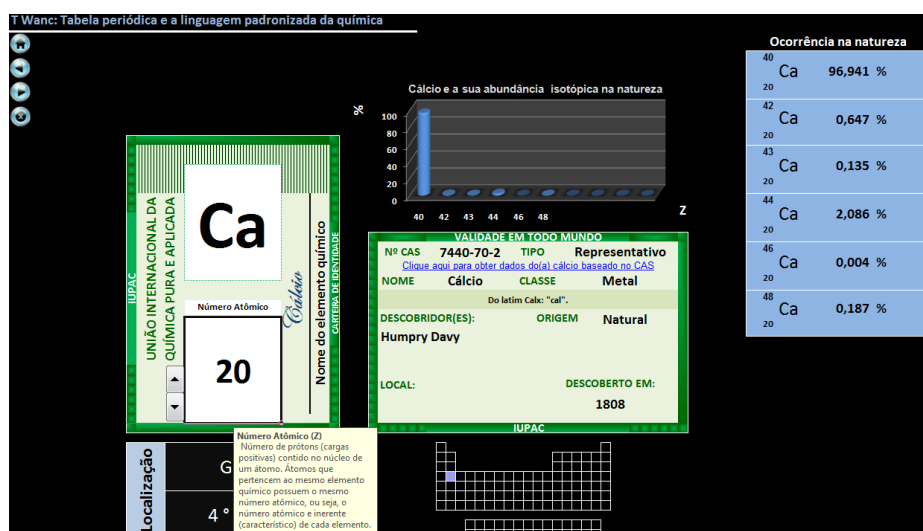 T Wanc: Tabela periódica e a linguagem padronizada da química
Ocorrência na natureza
40
Ca 96,941 %
20
42
Ca 0,647 %
20
43
Ca 0,135 %
20
44
Ca 2,086 %
20
46
Ca 0,004 %
20
48
Ca 0,187 %
20
Cálcio e a sua abundância isotópica na natureza
%
100
80
60
40
20
0
40 42 43 44 46 48
Z
IUPAC
UNIÃO INTERNACIONAL DA
QUÍMICA PURA E APLICADA
Ca
Número Atômico
20
Cálcio
Nome do elemento químico
CARTEIRA DE IDENTIDADE
VALIDADE EM TODO MUNDO
Nº CAS 7440-70-2 TIPO Representativo
Clique aqui para obter dados do(a) cálcio baseado no CAS
NOME Cálcio CLASSE Metal
Do latim Calx: "cal".
DESCOBRIDOR(ES): ORIGEM Natural
Humpry Davy
LOCAL: DESCOBERTO EM:
1808
IUPAC
Localização
G
4 °
Número Atômico (Z)
Número de prótons (cargas
positivas) contido no núcleo de
um átomo. Átomos que
pertencem ao mesmo elemento
químico possuem o mesmo
número atômico, ou seja, o
número atômico e inerente
(característico) de cada elemento.